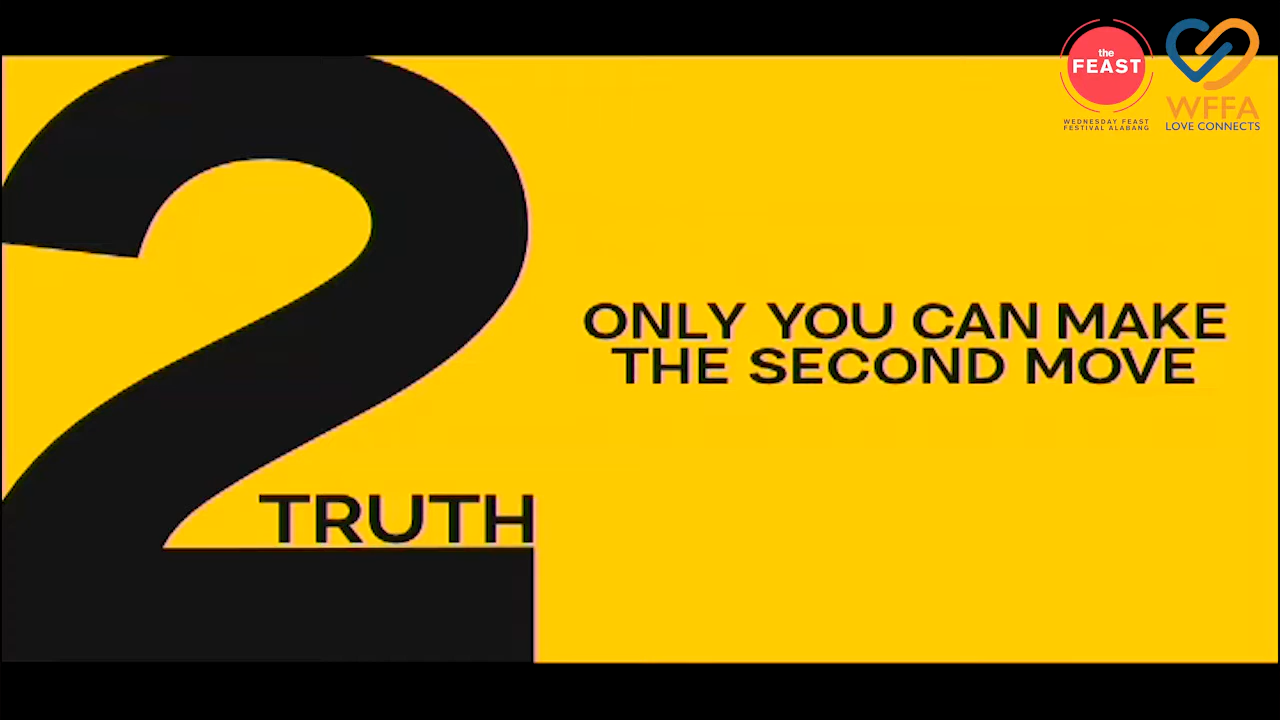 the
FEAST
WEDNESDAY FEAST
FESTIVAL ALABANG
WFFA
LOVE CONNECTS
2
TRUTH
ONLY YOU CAN MAKE
THE SECOND MOVE